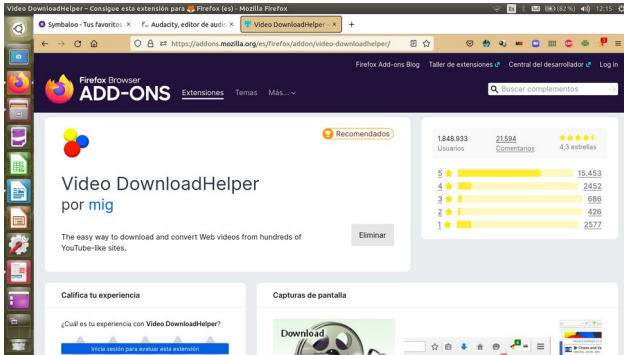 Video DownloadHelper – Consigue esta extensión para 🦊 Firefox (es) - Mozilla Firefox
Es
(82 %)
12:15
Symbaloo - Tus favoritos
Audacity, editor de audio
Video DownloadHelper –
https://addons.mozilla.org/es/firefox/addon/video-downloadhelper/
Firefox Add-ons Blog Taller de extensiones Central del desarrollador Log in
Firefox Browser
ADD-ONS
Extensiones Temas Más...
Buscar complementos
Recomendados
Video DownloadHelper
por mig
The easy way to download and convert Web videos from hundreds of
YouTube-like sites.
Eliminar
1.848.933 21.594
Usuarios Comentarios 4,3 estrellas
5 15.453
4 2452
3 686
2 426
1 2577
Califica tu experiencia
¿Cuál es tu experiencia con Video DownloadHelper?
Inicia sesión para evaluar esta extensión
Capturas de pantalla
Download